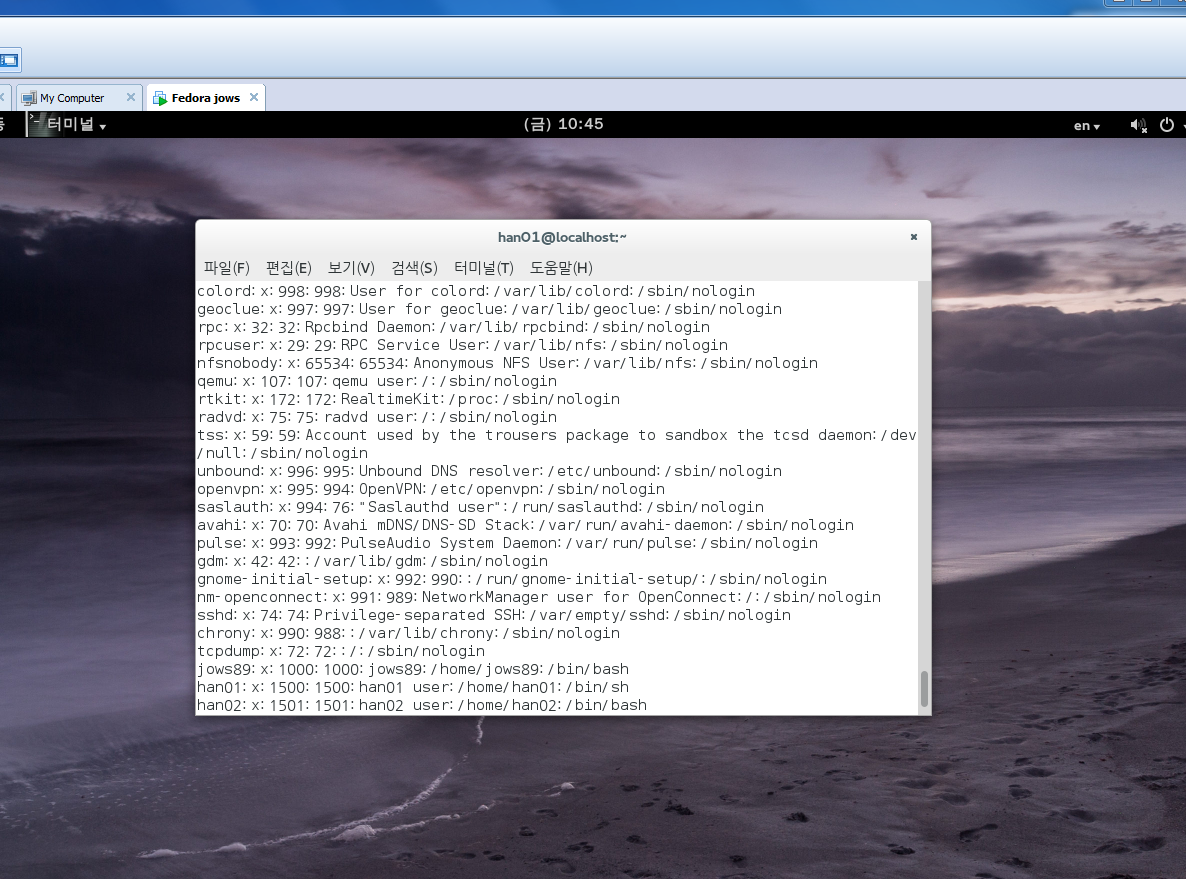 My Computer
Fedora jows
터미널
(금) 10:45
en
han01@localhost:~
파일(F) 편집(E) 보기(V) 검색(S) 터미널(T) 도움말(H)
colord:x:998:998:User for colord:/var/lib/colord:/sbin/nologin
geoclue:x:997:997:User for geoclue:/var/lib/geoclue:/sbin/nologin
rpc:x:32:32:Rpcbind Daemon:/var/lib/rpcbind:/sbin/nologin
rpcuser:x:29:29:RPC Service User:/var/lib/nfs:/sbin/nologin
nfsnobody:x:65534:65534:Anonymous NFS User:/var/lib/nfs:/sbin/nologin
qemu:x:107:107:qemu user:/:/sbin/nologin
rtkit:x:172:172:RealtimeKit:/proc:/sbin/nologin
radvd:x:75:75:radvd user:/:/sbin/nologin
tss:x:59:59:Account used by the trousers package to sandbox the tcsd daemon:/dev
/null:/sbin/nologin
unbound:x:996:995:Unbound DNS resolver:/etc/unbound:/sbin/nologin
openvpn:x:995:994:OpenVPN:/etc/openvpn:/sbin/nologin
saslauth:x:994:76:"Saslauthd user":/run/saslauthd:/sbin/nologin
avahi:x:70:70:Avahi mDNS/DNS-SD Stack:/var/run/avahi-daemon:/sbin/nologin
pulse:x:993:992:PulseAudio System Daemon:/var/run/pulse:/sbin/nologin
gdm:x:42:42::/var/lib/gdm:/sbin/nologin
gnome-initial-setup:x:992:990::/run/gnome-initial-setup/:/sbin/nologin
nm-openconnect:x:991:989:NetworkManager user for OpenConnect:/:/sbin/nologin
sshd:x:74:74:Privilege-separated SSH:/var/empty/sshd:/sbin/nologin
chrony:x:990:988::/var/lib/chrony:/sbin/nologin
tcpdump:x:72:72::/:/sbin/nologin
jows89:x:1000:1000:jows89:/home/jows89:/bin/bash
han01:x:1500:1500:han01 user:/home/han01:/bin/sh
han02:x:1501:1501:han02 user:/home/han02:/bin/bash